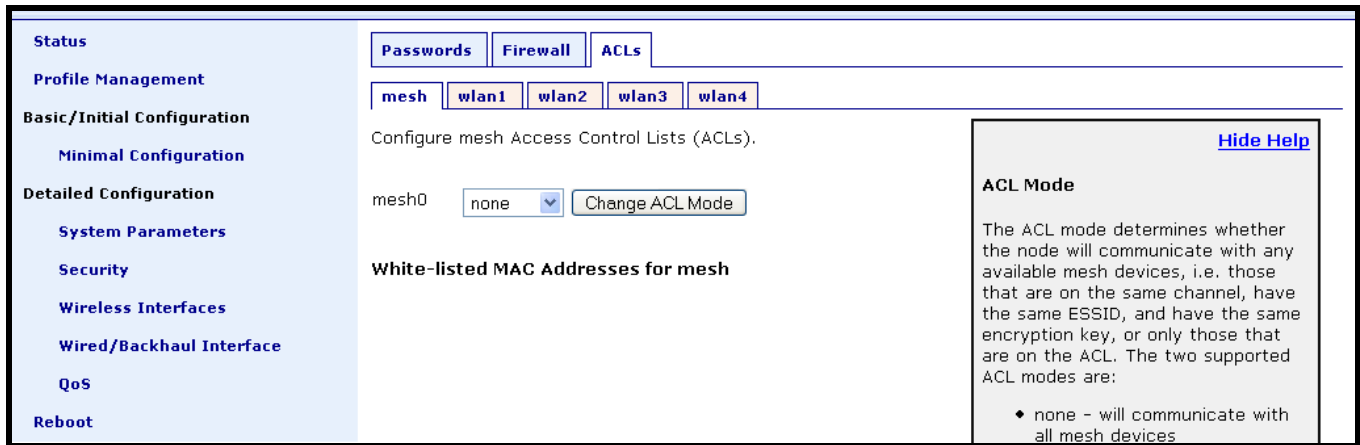 Status
Profile Management
Basic/Initial Configuration
Minimal Configuration
Detailed Configuration
System Parameters
Security
Wireless Interfaces
Wired/Backhaul Interface
QoS
Reboot
Passwords Firewall ACLs
mesh wlan1 wlan2 wlan3 wlan4
Configure mesh Access Control Lists (ACLs).
mesh0 none Change ACL Mode
White-listed MAC Addresses for mesh
Hide Help
ACL Mode
The ACL mode determines whether
the node will communicate with any
available mesh devices, i.e. those
that are on the same channel, have
the same ESSID, and have the same
encryption key, or only those that
are on the ACL. The two supported
ACL modes are:
• none - will communicate with
all mesh devices